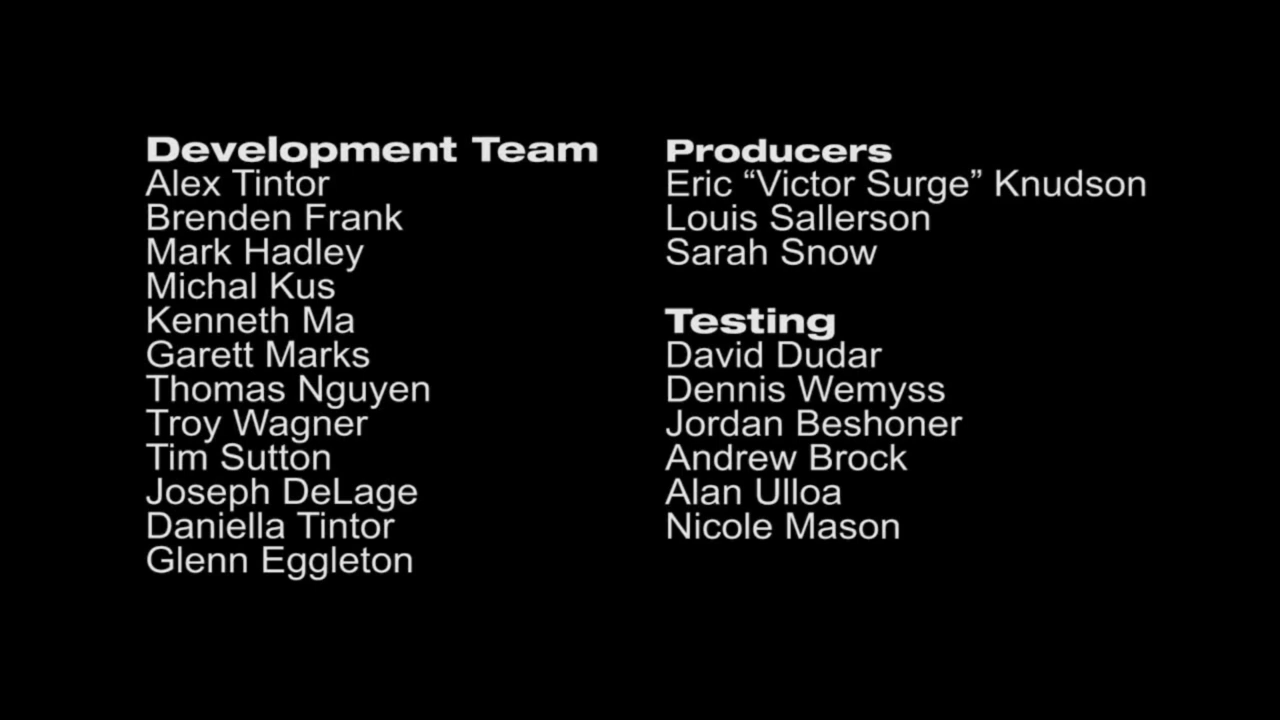 Development Team
Alex Tintor
Brenden Frank
Mark Hadley
Michal Kus
Kenneth Ma
Garett Marks
Thomas Nguyen
Troy Wagner
Tim Sutton
Joseph DeLage
Daniella Tintor
Glenn Eggleton
Producers
Eric “Victor Surge” Knudson
Louis Sallerson
Sarah Snow
Testing
David Dudar
Dennis Wemyss
Jordan Beshoner
Andrew Brock
Alan Ulloa
Nicole Mason